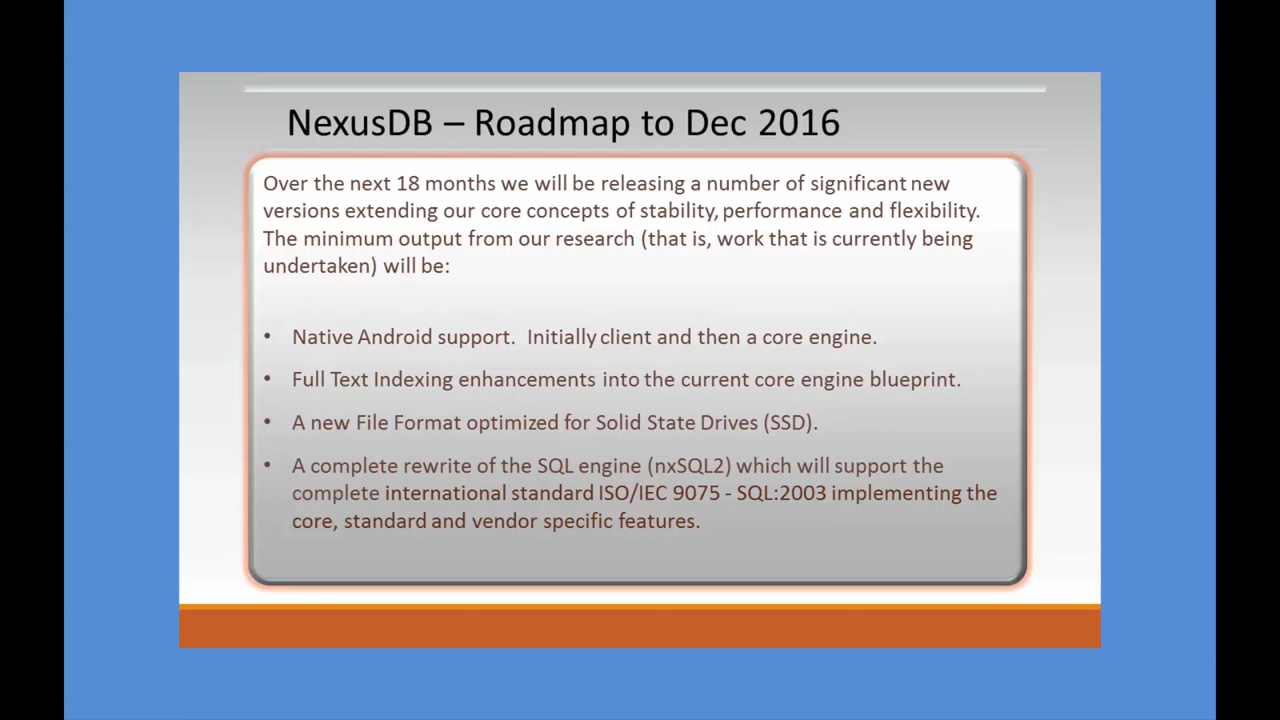 NexusDB – Roadmap to Dec 2016
Over the next 18 months we will be releasing a number of significant new
versions extending our core concepts of stability, performance and flexibility.
The minimum output from our research (that is, work that is currently being
undertaken) will be:
• Native Android support.  Initially client and then a core engine.
• Full Text Indexing enhancements into the current core engine blueprint.
• A new File Format optimized for Solid State Drives (SSD).
• A complete rewrite of the SQL engine (nxSQL2) which will support the
complete international standard ISO/IEC 9075 - SQL:2003 implementing the
core, standard and vendor specific features.